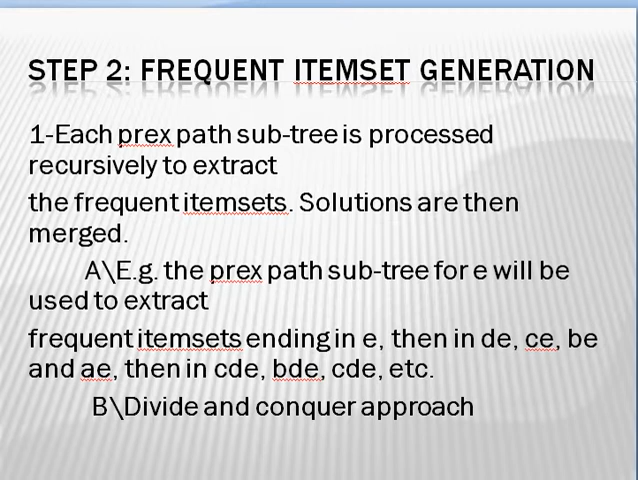 STEP 2: FREQUENT ITEMSET GENERATION
1-Each prex path sub-tree is processed
recursively to extract
the frequent itemsets. Solutions are then
merged.
A\E.g. the prex path sub-tree for e will be
used to extract
frequent itemsets ending in e, then in de, ce, be
and ae, then in cde, bde, cde, etc.
B\Divide and conquer approach